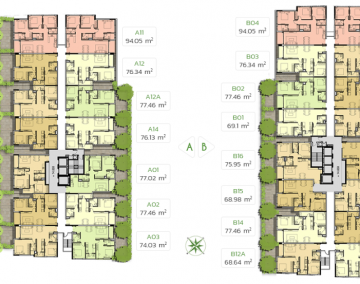 A11
94.05 m²
A12
76.34 m²
A12A
77.46 m²
A14
76.13 m²
A01
77.02 m²
A02
77.46 m²
A03
74.03 m²
A B
B04
94.05 m²
B03
76.34 m²
B02
77.46 m²
B01
69.1 m²
B16
75.95 m²
B15
68.98 m²
B14
77.46 m²
B12A
68.64 m²